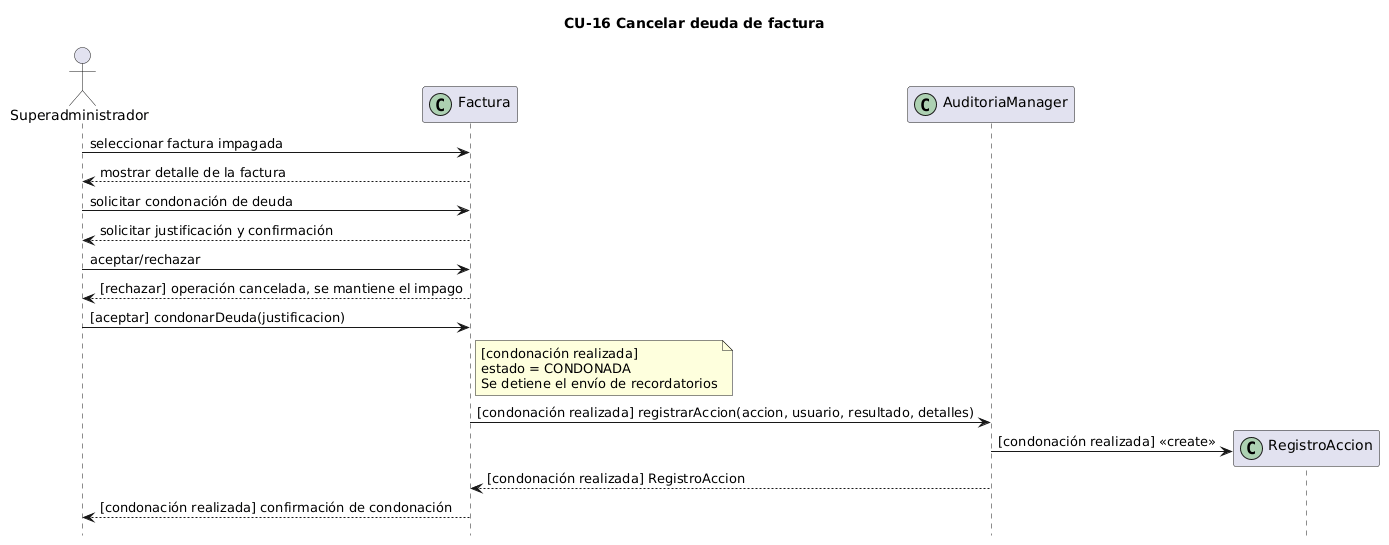 CU-16 Cancelar deuda de factura
Superadministrador
C Factura
C AuditoriaManager
seleccionar factura impagada
mostrar detalle de la factura
solicitar condonación de deuda
solicitar justificación y confirmación
aceptar/rechazar
[rechazar] operación cancelada, se mantiene el impago
[aceptar] condonarDeuda(justificacion)
[condonación realizada]
estado = CONDONADA
Se detiene el envío de recordatorios
[condonación realizada] registrarAccion(accion, usuario, resultado, detalles)
[condonación realizada] «create»
C RegistroAccion
[condonación realizada] RegistroAccion
[condonación realizada] confirmación de condonación